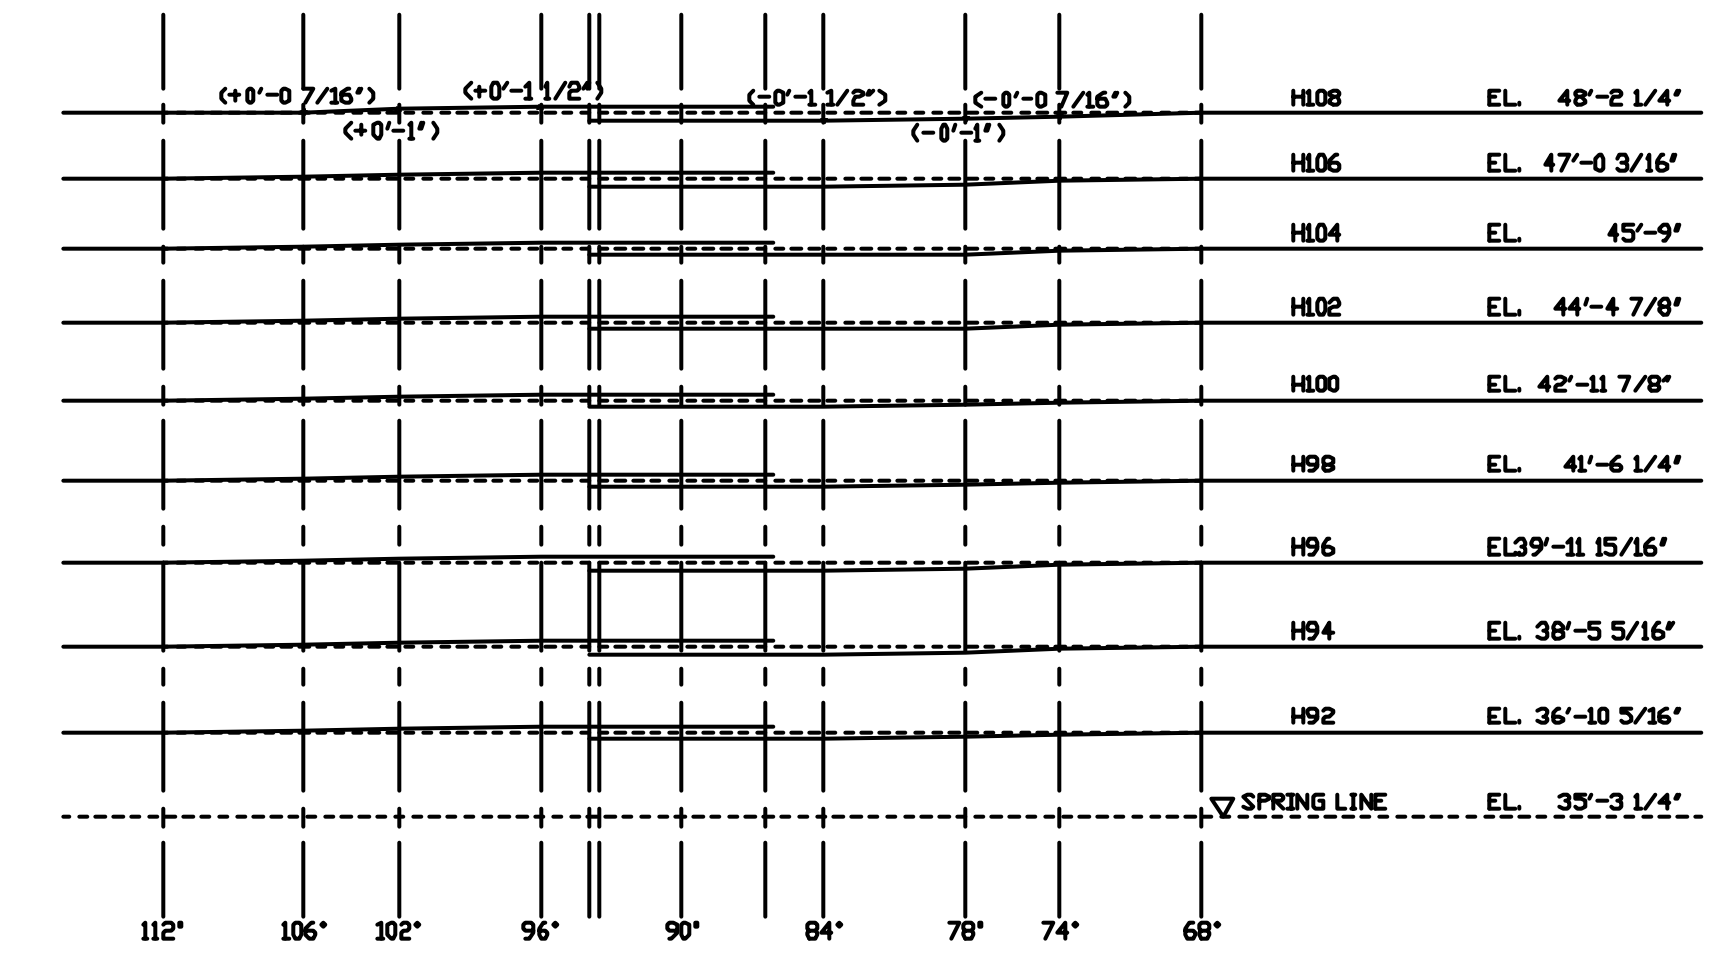 (+0'-0 7/16") (+0'-1 1/2") (-0'-1 1/2") (-0'-0 7/16") H108 EL. 48'-2 1/4"
(+0'-1") (-0'-1")
H106 EL. 47'-0 3/16"
H104 EL. 45'-9"
H102 EL. 44'-4 7/8"
H100 EL. 42'-11 7/8"
H98 EL. 41'-6 1/4"
H96 EL39'-11 15/16"
H94 EL. 38'-5 5/16"
H92 EL. 36'-10 5/16"
SPRING LINE EL. 35'-3 1/4"
112° 106° 102° 96° 90° 84° 78° 74° 68°